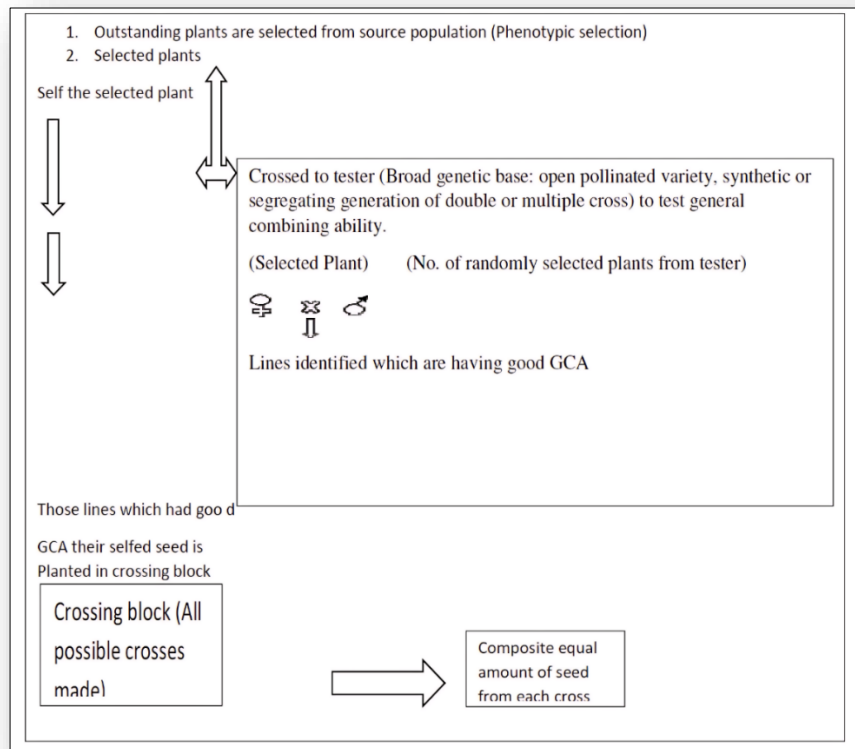 1. Outstanding plants are selected from source population (Phenotypic selection)
2. Selected plants
Self the selected plant
Crossed to tester (Broad genetic base: open pollinated variety, synthetic or
segregating generation of double or multiple cross) to test general
combining ability.
(Selected Plant) (No. of randomly selected plants from tester)
Lines identified which are having good GCA
Those lines which had goo d
GCA their selfed seed is
Planted in crossing block
Crossing block (All
possible crosses
made)
Composite equal
amount of seed
from each cross